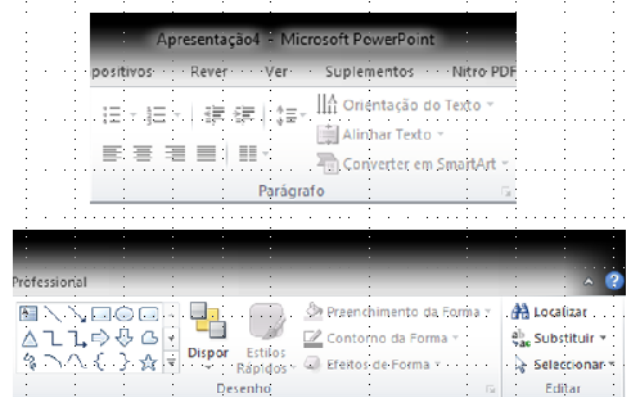 Apresentação4 - Microsoft PowerPoint
positivos Rever Ver Suplementos Nitro PDF
Orientação do Texto
Alinhar Texto
Converter em SmartArt
Parágrafo
Professional
Preenchimento da Forma
Localizar
Contorno da Forma
Substituir
Dispor
Estilos Rápidos
Efeitos de Forma
Seleccionar
Desenho
Editar